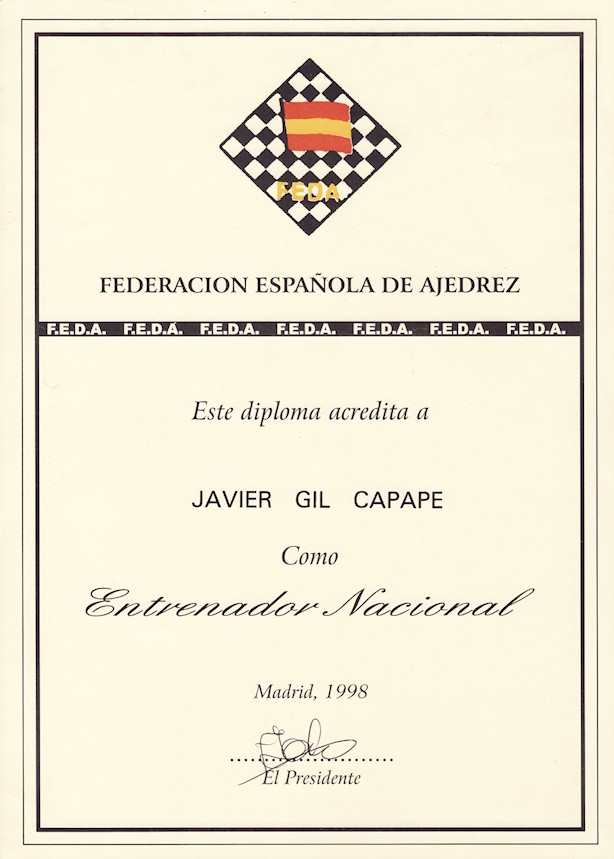 FEDA.
FEDERACION ESPAÑOLA DE AJEDREZ
F.E.D.A. F.E.D.Á. F.E.D.A. F.E.D.A. F.E.D.A. F.E.D.A. F.E.D.A.
Este diploma acredita a
JAVIER GIL CAPAPE
Como
Entrenador Nacional
Madrid, 1998
El Presidente